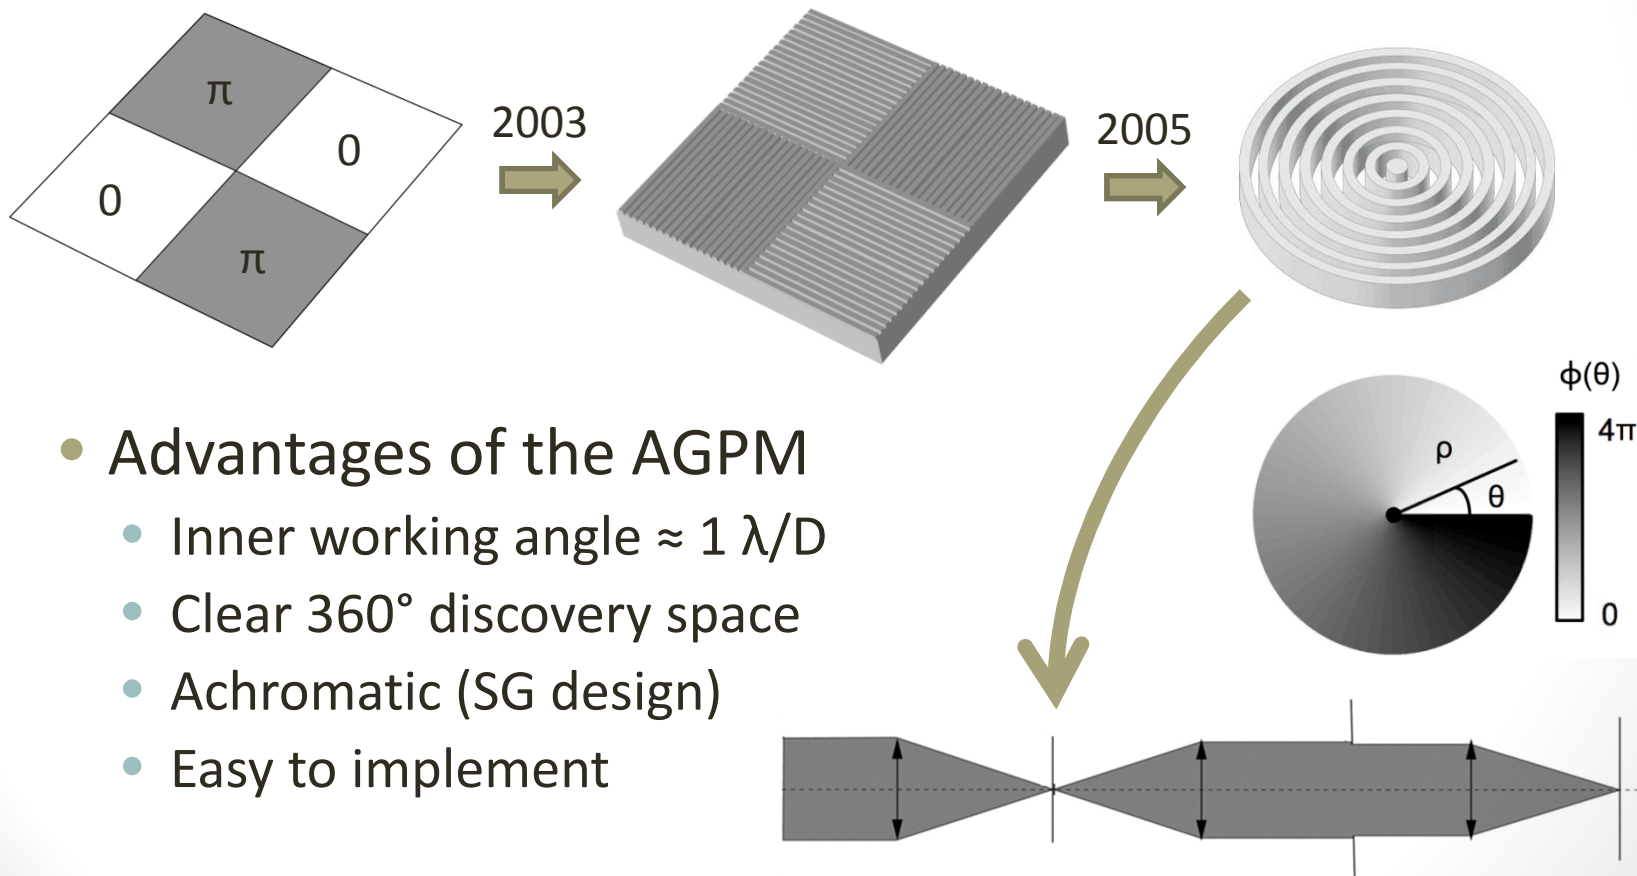 π
0
0
π
2003
2005
• Advantages of the AGPM
• Inner working angle ≈ 1 λ/D
• Clear 360° discovery space
• Achromatic (SG design)
• Easy to implement
ϕ(θ)
4π
0
ρ
θ